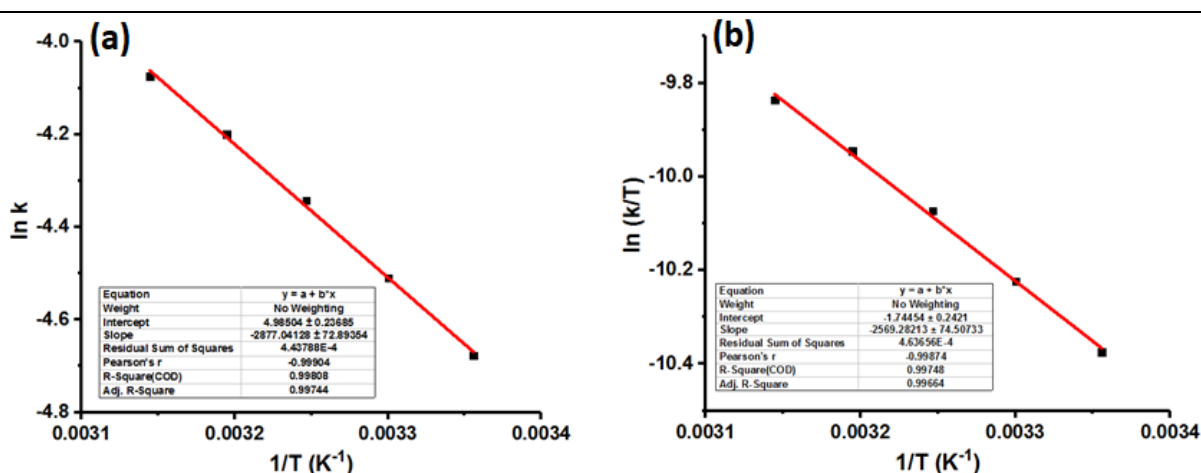 (a)
-4.0
-4.2
-4.4
-4.6
-4.8
ln k
0.0031 0.0032 0.0033 0.0034
1/T (K⁻¹)
Equation y = a + b*x
Weight No Weighting
Intercept 4.98504 ± 0.23685
Slope -2877.04128 ± 72.89354
Residual Sum of Squares 4.43788E-4
Pearson's r -0.99904
R-Square(COD) 0.99808
Adj. R-Square 0.99744
(b)
-9.8
-10.0
-10.2
-10.4
ln (k/T)
0.0031 0.0032 0.0033 0.0034
1/T (K⁻¹)
Equation y = a + b*x
Weight No Weighting
Intercept -1.74454 ± 0.2421
Slope -2569.28213 ± 74.50733
Residual Sum of Squares 4.63656E-4
Pearson's r -0.99874
R-Square(COD) 0.99748
Adj. R-Square 0.99664